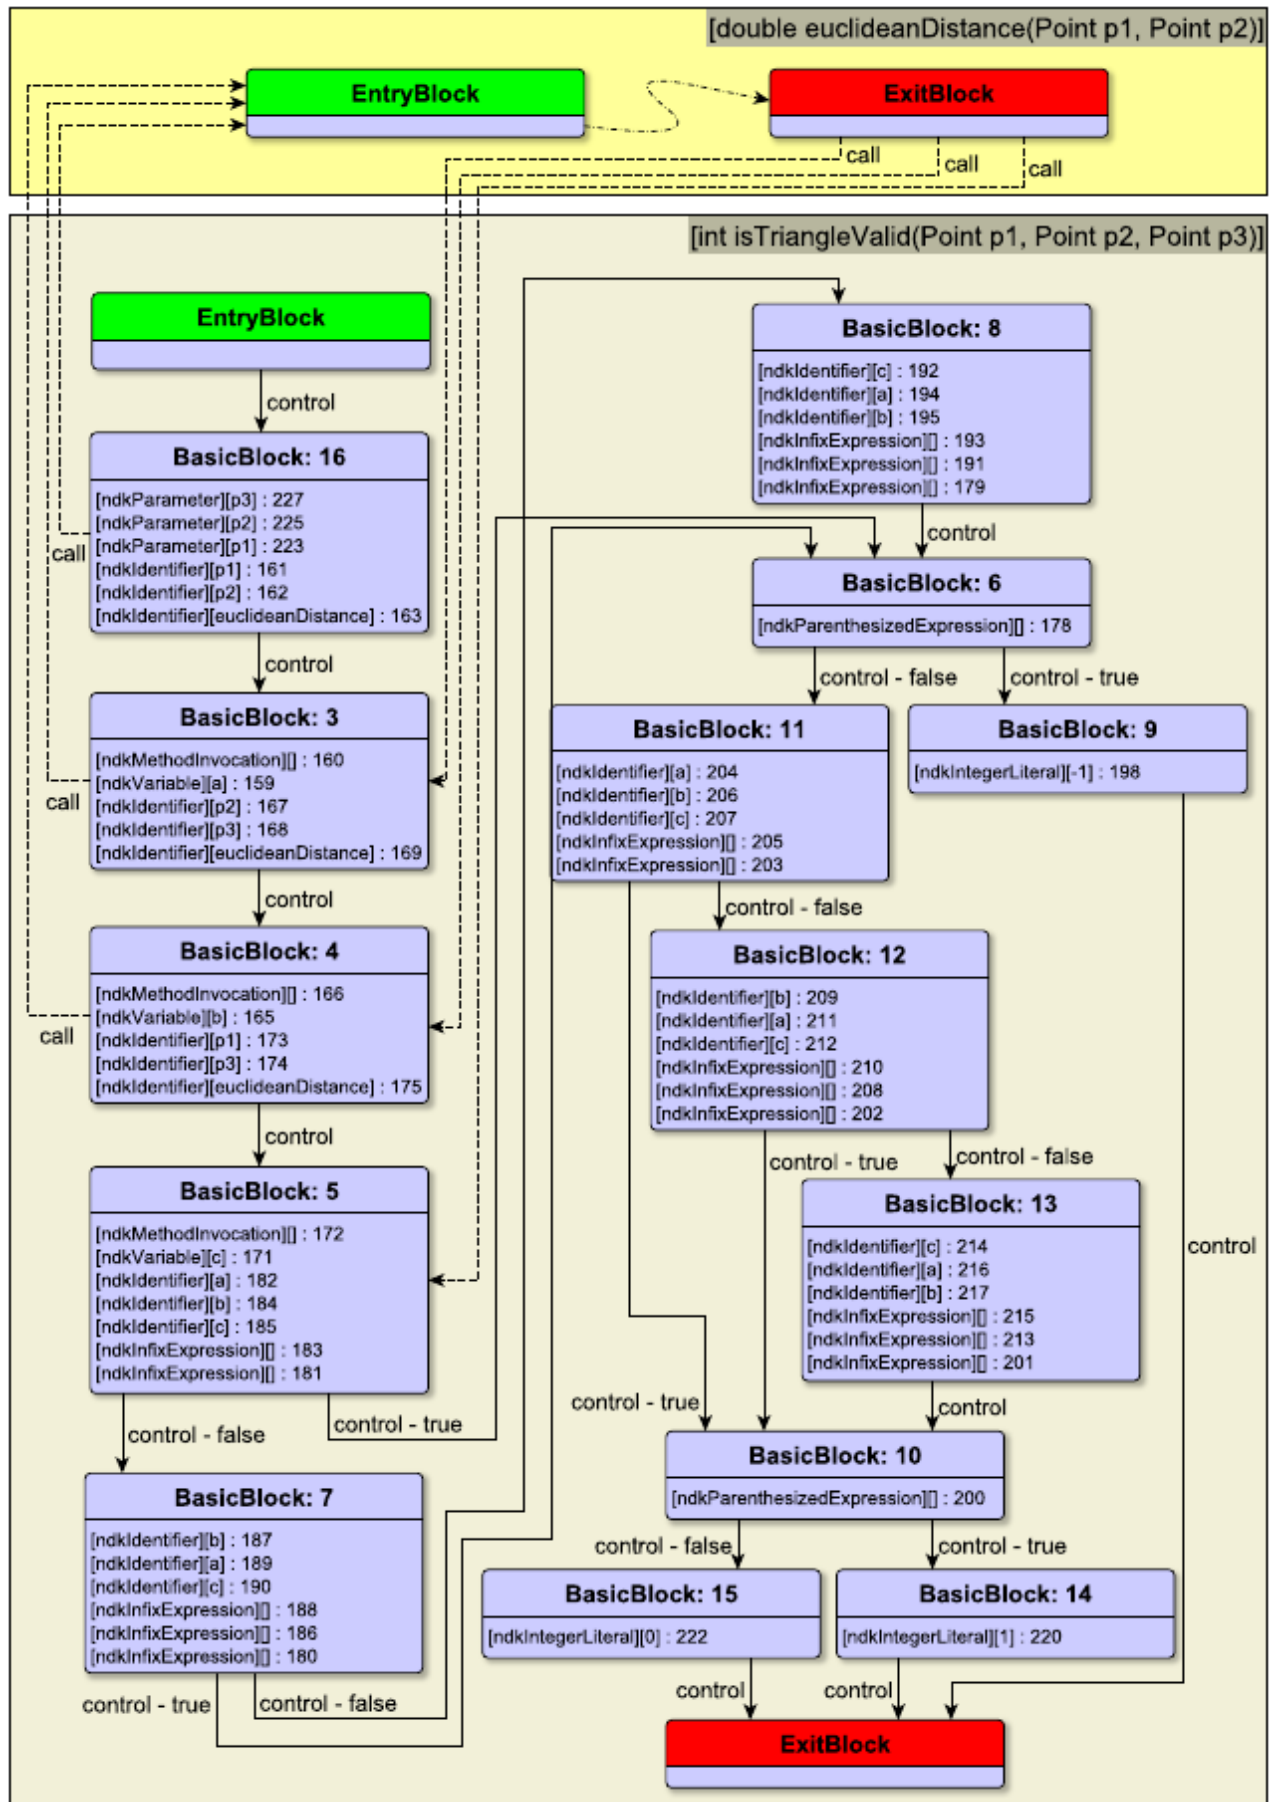 [double euclideanDistance(Point p1, Point p2)]
EntryBlock
ExitBlock
call
call
call
[int isTriangleValid(Point p1, Point p2, Point p3)]
EntryBlock
control
BasicBlock: 16
[ndkParameter][p3] : 227
[ndkParameter][p2] : 225
[ndkParameter][p1] : 223
[ndkIdentifier][p1] : 161
[ndkIdentifier][p2] : 162
[ndkIdentifier][euclideanDistance] : 163
call
control
BasicBlock: 3
[ndkMethodInvocation][] : 160
[ndkVariable][a] : 159
[ndkIdentifier][p2] : 167
[ndkIdentifier][p3] : 168
[ndkIdentifier][euclideanDistance] : 169
call
control
BasicBlock: 4
[ndkMethodInvocation][] : 166
[ndkVariable][b] : 165
[ndkIdentifier][p1] : 173
[ndkIdentifier][p3] : 174
[ndkIdentifier][euclideanDistance] : 175
call
control
BasicBlock: 5
[ndkMethodInvocation][] : 172
[ndkVariable][c] : 171
[ndkIdentifier][a] : 182
[ndkIdentifier][b] : 184
[ndkIdentifier][c] : 185
[ndkInfixExpression][] : 183
[ndkInfixExpression][] : 181
control - false
control - true
BasicBlock: 7
[ndkIdentifier][b] : 187
[ndkIdentifier][a] : 189
[ndkIdentifier][c] : 190
[ndkInfixExpression][] : 188
[ndkInfixExpression][] : 186
[ndkInfixExpression][] : 180
control - true
control - false
BasicBlock: 8
[ndkIdentifier][c] : 192
[ndkIdentifier][a] : 194
[ndkIdentifier][b] : 195
[ndkInfixExpression][] : 193
[ndkInfixExpression][] : 191
[ndkInfixExpression][] : 179
control
BasicBlock: 6
[ndkParenthesizedExpression][] : 178
control - false
control - true
BasicBlock: 11
[ndkIdentifier][a] : 204
[ndkIdentifier][b] : 206
[ndkIdentifier][c] : 207
[ndkInfixExpression][] : 205
[ndkInfixExpression][] : 203
BasicBlock: 9
[ndkIntegerLiteral][-1] : 198
control - false
BasicBlock: 12
[ndkIdentifier][b] : 209
[ndkIdentifier][a] : 211
[ndkIdentifier][c] : 212
[ndkInfixExpression][] : 210
[ndkInfixExpression][] : 208
[ndkInfixExpression][] : 202
control - true
control - false
BasicBlock: 13
[ndkIdentifier][c] : 214
[ndkIdentifier][a] : 216
[ndkIdentifier][b] : 217
[ndkInfixExpression][] : 215
[ndkInfixExpression][] : 213
[ndkInfixExpression][] : 201
control
control - true
control
BasicBlock: 10
[ndkParenthesizedExpression][] : 200
control - false
control - true
BasicBlock: 15
[ndkIntegerLiteral][0] : 222
BasicBlock: 14
[ndkIntegerLiteral][1] : 220
control
control
ExitBlock